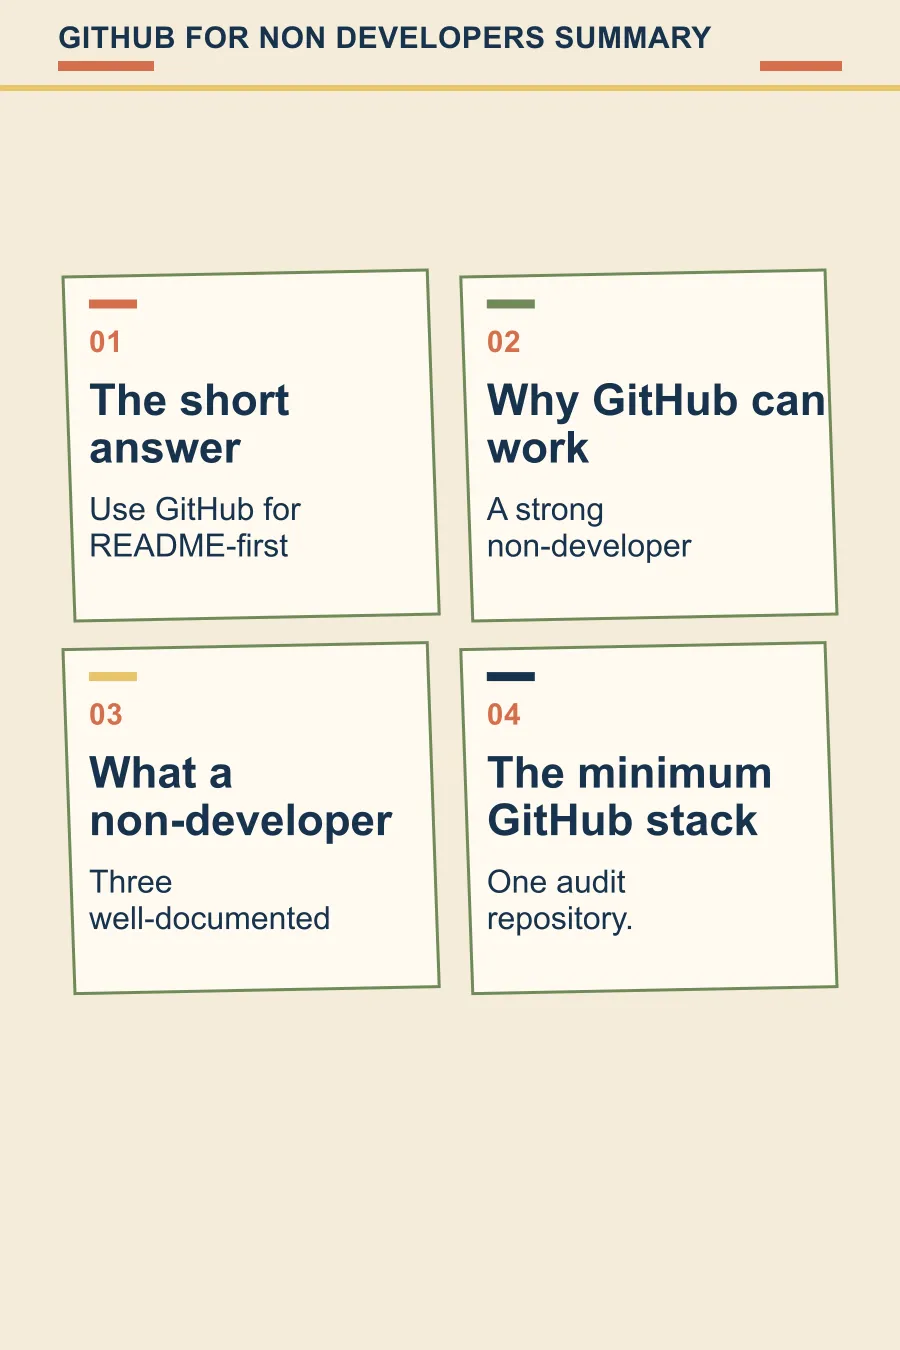 GITHUB FOR NON DEVELOPERS SUMMARY
01
The short
answer
Use GitHub for
README-first
02
Why GitHub can
work
A strong
non-developer
03
What a
non-developer
Three
well-documented
04
The minimum
GitHub stack
One audit
repository.